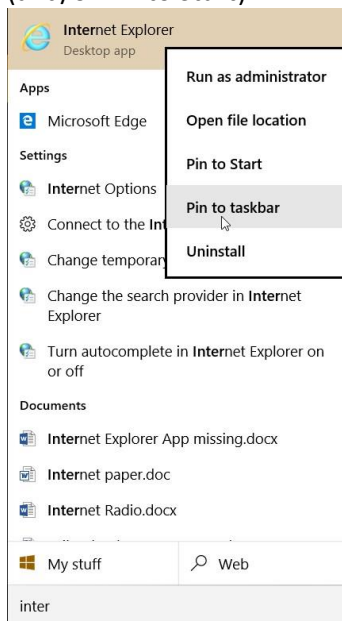 Internet Explorer
Desktop app
Run as administrator
Open file location
Pin to Start
Pin to taskbar
Uninstall
Apps
Microsoft Edge
Settings
Internet Options
Connect to the Int
Change temporary
Change the search provider in Internet
Explorer
Turn autocomplete in Internet Explorer on
or off
Documents
Internet Explorer App missing.docx
Internet paper.doc
Internet Radio.docx
My stuff
Web
inter